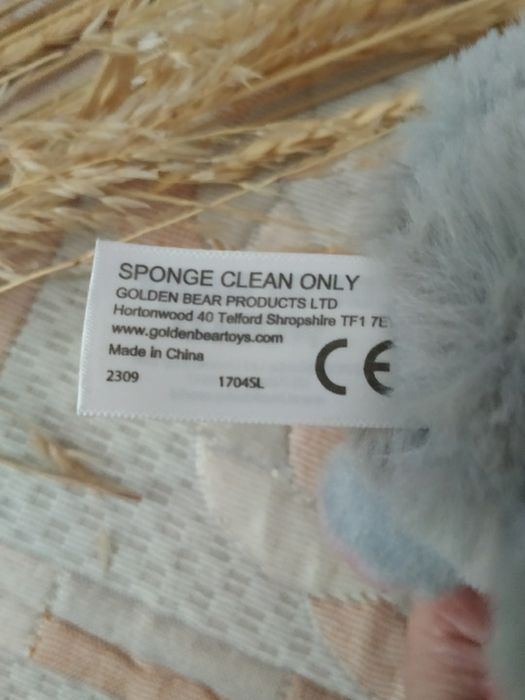 SPONGE CLEAN ONLY
GOLDEN BEAR PRODUCTS LTD
Hortonwood 40 Telford Shropshire TF1 7E
www.goldenbeartoys.com
Made in China
2309 1704SL CE